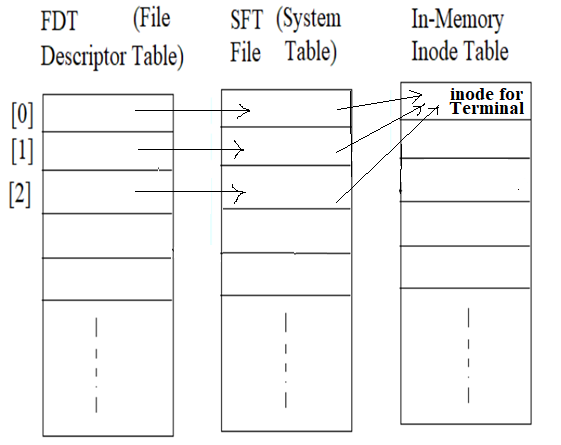 FDT (File
Descriptor Table)
SFT (System
File Table)
In-Memory
Inode Table
inode for
Terminal
[0]
[1]
[2]